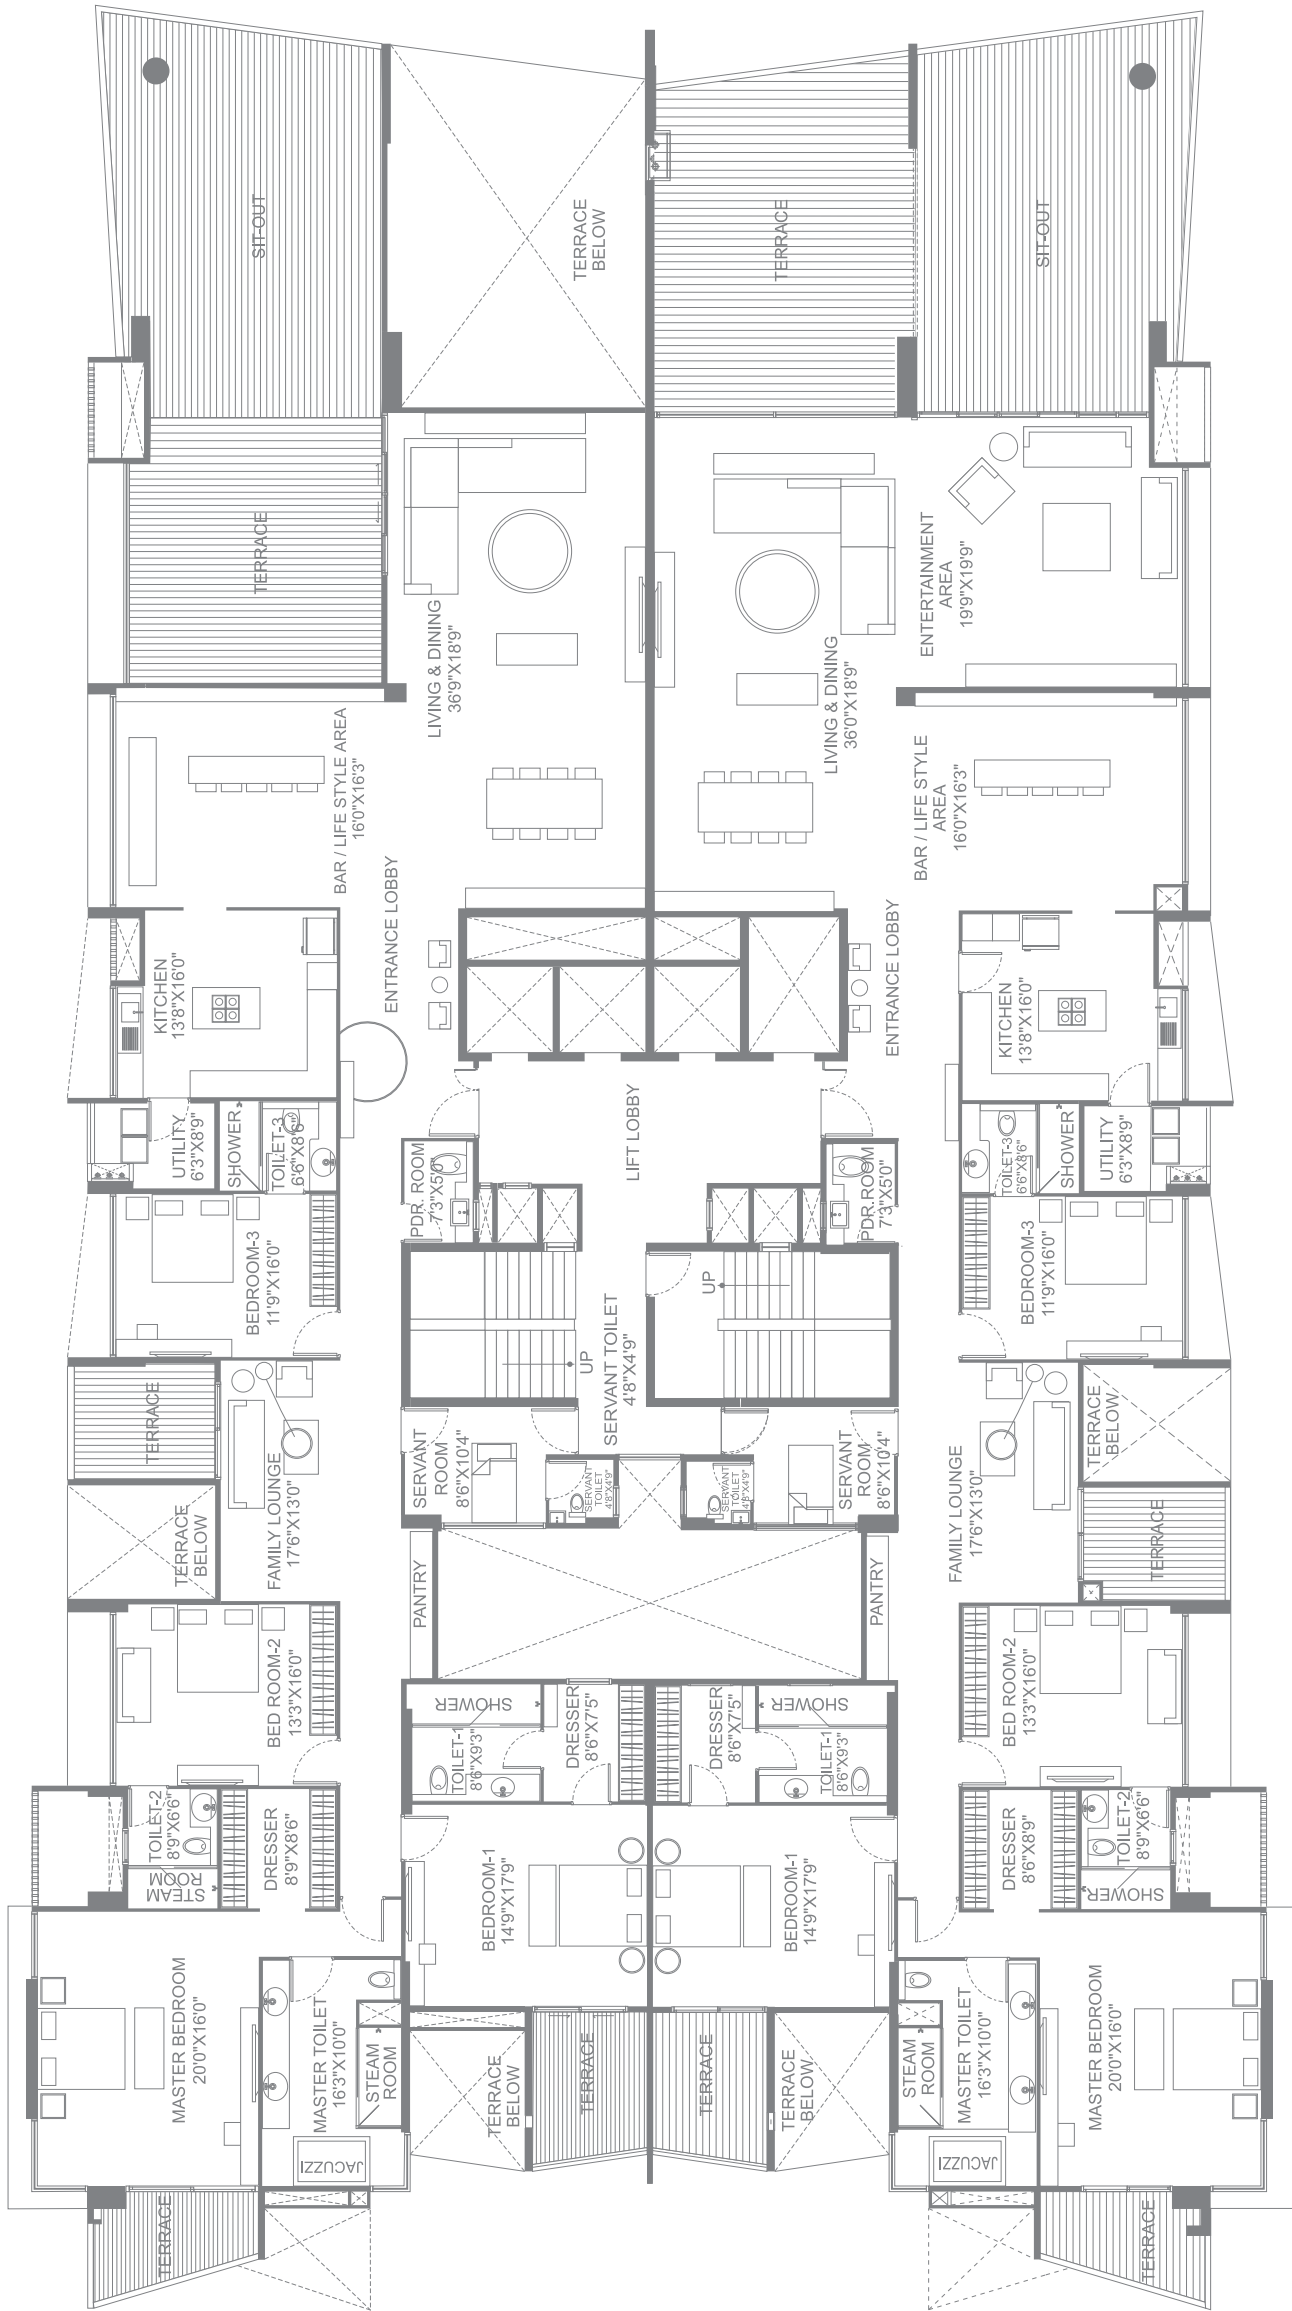 SIT-OUT
TERRACE
BELOW
TERRACE
SIT-OUT
TERRACE
LIVING & DINING
36'9"X18'9"
LIVING & DINING
36'0"X18'9"
ENTERTAINMENT
AREA
19'9"X19'9"
BAR / LIFE STYLE AREA
16'0"X16'3"
BAR / LIFE STYLE
AREA
16'0"X16'3"
ENTRANCE LOBBY
ENTRANCE LOBBY
KITCHEN
13'8"X16'0"
KITCHEN
13'8"X16'0"
UTILITY
6'3"X8'9"
SHOWER
TOILET-3
6'6"X8'6"
PDR. ROOM
7'3"X5'0"
LIFT LOBBY
PDR.ROOM
7'3"X5'0"
TOILET-3
6'6"X8'6"
SHOWER
UTILITY
6'3"X8'9"
BEDROOM-3
11'9"X16'0"
UP
SERVANT TOILET
4'8"X4'9"
UP
BEDROOM-3
11'9"X16'0"
TERRACE
TERRACE
BELOW
FAMILY LOUNGE
17'6"X13'0"
SERVANT
ROOM
8'6"X10'4"
SERVANT
TOILET
4'8"X4'9"
SERVANT
TOILET
4'8"X4'9"
SERVANT
ROOM
8'6"X10'4"
FAMILY LOUNGE
17'6"X13'0"
TERRACE
BELOW
TERRACE
PANTRY
PANTRY
BED ROOM-2
13'3"X16'0"
SHOWER
TOILET-1
8'6"X9'3"
DRESSER
8'6"X7'5"
DRESSER
8'6"X7'5"
SHOWER
TOILET-1
8'6"X9'3"
BED ROOM-2
13'3"X16'0"
TOILET-2
8'9"X6'6"
STEAM
ROOM
DRESSER
8'9"X8'6"
BEDROOM-1
14'9"X17'9"
BEDROOM-1
14'9"X17'9"
DRESSER
8'6"X8'9"
TOILET-2
8'9"X6'6"
SHOWER
MASTER BEDROOM
20'0"X16'0"
MASTER TOILET
16'3"X10'0"
STEAM
ROOM
JACUZZI
TERRACE
BELOW
TERRACE
TERRACE
TERRACE
BELOW
STEAM
ROOM
MASTER TOILET
16'3"X10'0"
JACUZZI
MASTER BEDROOM
20'0"X16'0"
TERRACE
TERRACE